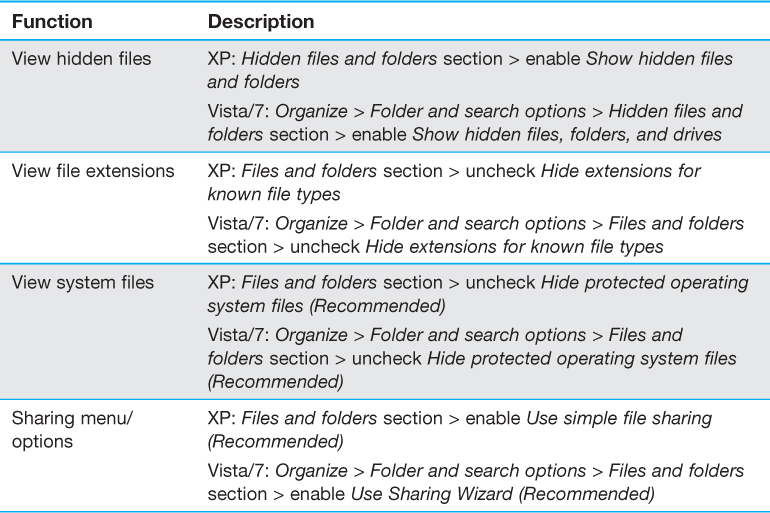 Function Description
View hidden files XP: Hidden files and folders section > enable Show hidden files
and folders
Vista/7: Organize > Folder and search options > Hidden files and
folders section > enable Show hidden files, folders, and drives
View file extensions XP: Files and folders section > uncheck Hide extensions for
known file types
Vista/7: Organize > Folder and search options > Files and folders
section > uncheck Hide extensions for known file types
View system files XP: Files and folders section > uncheck Hide protected operating
system files (Recommended)
Vista/7: Organize > Folder and search options > Files and
folders section > uncheck Hide protected operating system files
(Recommended)
Sharing menu/ XP: Files and folders section > enable Use simple file sharing
options (Recommended)
Vista/7: Organize > Folder and search options > Files and folders
section > enable Use Sharing Wizard (Recommended)